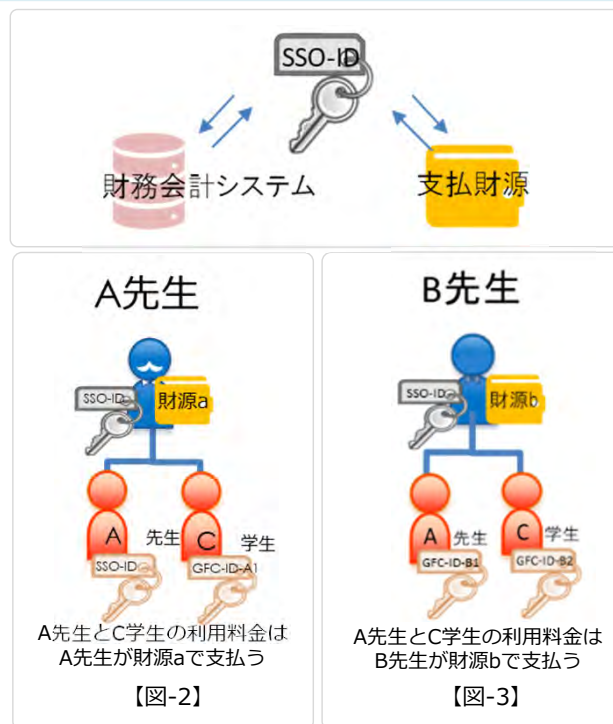 SSO-ID
財務会計システム
支払財源
A先生
SSO-ID
財源a
A
先生
C
学生
SSO-ID
GFC-ID-A1
A先生とC学生の利用料金は
A先生が財源aで支払う
【図-2】
B先生
SSO-ID
財源b
A
先生
C
学生
GFC-ID-B1
GFC-ID-B2
A先生とC学生の利用料金は
B先生が財源bで支払う
【図-3】